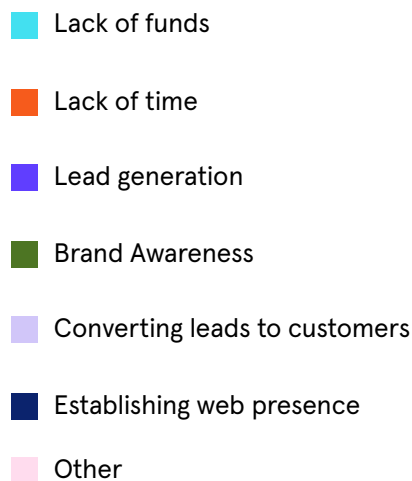 Lack of funds
Lack of time
Lead generation
Brand Awareness
Converting leads to customers
Establishing web presence
Other